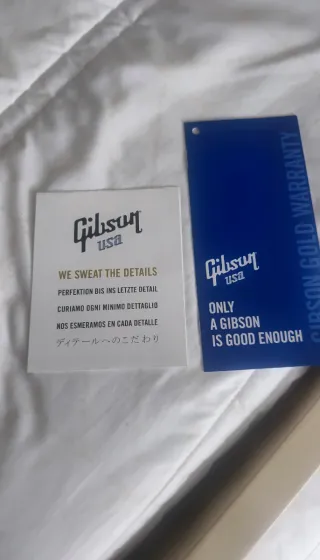 Gibson
usa
WE SWEAT THE DETAILS
PERFEKTION BIS INS LETZTE DETAIL
CURIAMO OGNI MINIMO DETTAGLIO
NOS ESMERAMOS EN CADA DETALLE
ディテールへのこだわり
Gibson
usa
ONLY
A GIBSON
IS GOOD ENOUGH
GIBSON GOLD WARRANTY